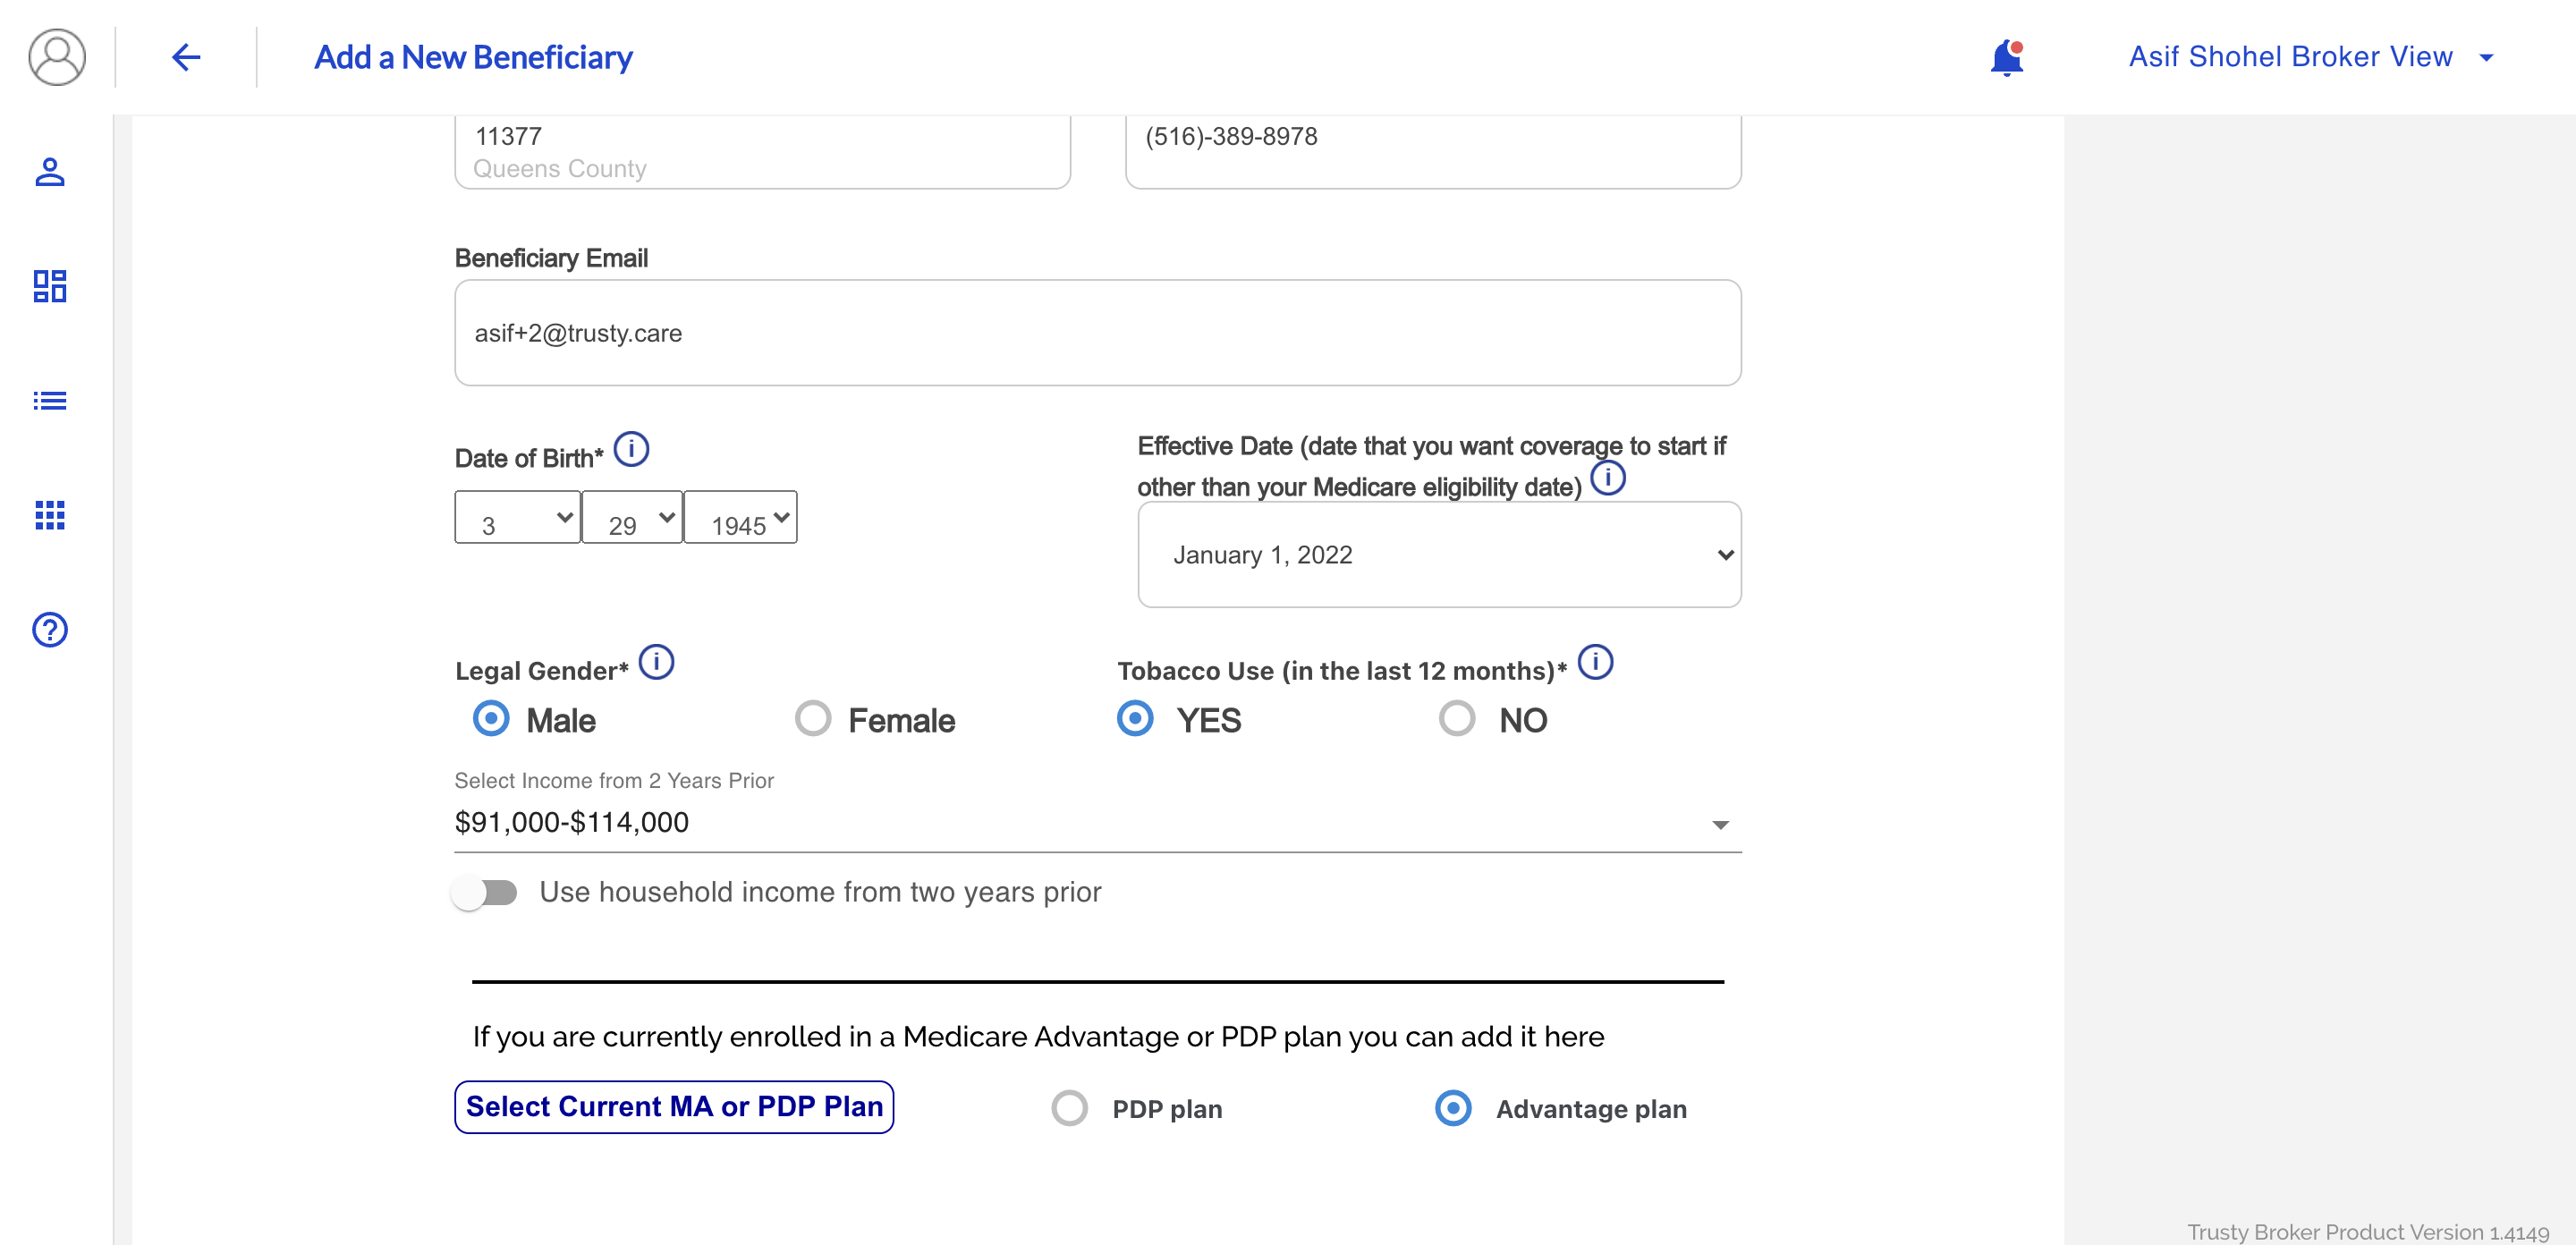 Add a New Beneficiary
Asif Shohel Broker View
11377
(516)-389-8978
Queens County
Beneficiary Email
asif+2@trusty.care
Date of Birth*
3
29
1945
Effective Date (date that you want coverage to start if
other than your Medicare eligibility date)
January 1, 2022
Legal Gender*
Male
Female
Tobacco Use (in the last 12 months)*
YES
NO
Select Income from 2 Years Prior
$91,000-$114,000
Use household income from two years prior
If you are currently enrolled in a Medicare Advantage or PDP plan you can add it here
Select Current MA or PDP Plan
PDP plan
Advantage plan
Trusty Broker Product Version 1.4149